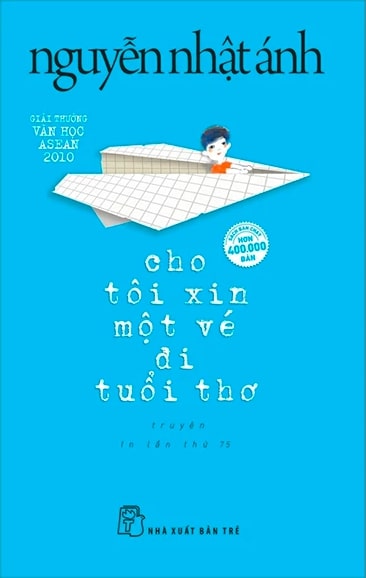 nguyễn nhật ánh
GIẢI THƯỞNG
VĂN HỌC
ASEAN
2010
SÁCH BÁN CHẠY
HƠN
400.000
BẢN
cho
tôi xin
một vé
đi
tuổi thơ
truyện
In lần thứ 75
NHÀ XUẤT BẢN TRẺ